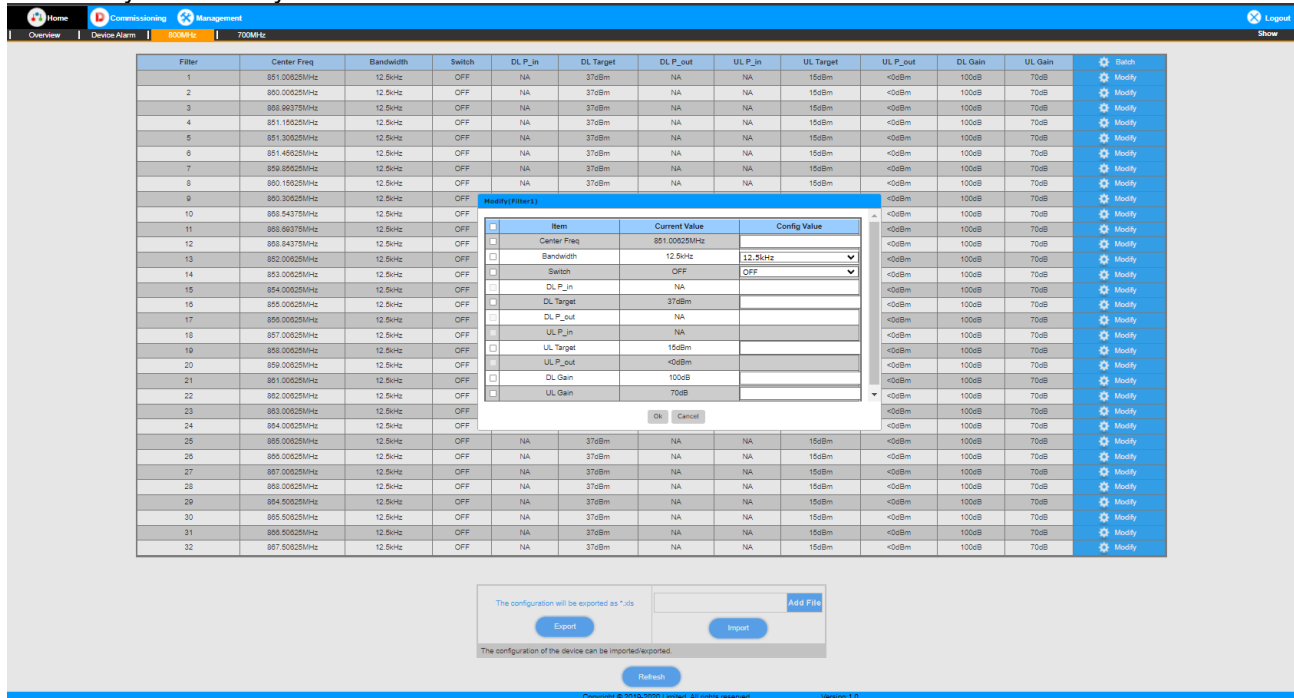 Home Commissioning Management Logout
Overview Device Alarm 800MHz 700MHz Show
Filter Center Freq Bandwidth Switch DL P_in DL Target DL P_out UL P_in UL Target UL P_out DL Gain UL Gain Batch
1 851.00625MHz 12.5kHz OFF NA 37dBm NA NA 15dBm <0dBm 100dB 70dB Modify
2 860.00625MHz 12.5kHz OFF NA 37dBm NA NA 15dBm <0dBm 100dB 70dB Modify
3 868.99375MHz 12.5kHz OFF NA 37dBm NA NA 15dBm <0dBm 100dB 70dB Modify
4 851.15625MHz 12.5kHz OFF NA 37dBm NA NA 15dBm <0dBm 100dB 70dB Modify
5 851.30625MHz 12.5kHz OFF NA 37dBm NA NA 15dBm <0dBm 100dB 70dB Modify
6 851.45625MHz 12.5kHz OFF NA 37dBm NA NA 15dBm <0dBm 100dB 70dB Modify
7 859.85625MHz 12.5kHz OFF NA 37dBm NA NA 15dBm <0dBm 100dB 70dB Modify
8 860.15625MHz 12.5kHz OFF NA 37dBm NA NA 15dBm <0dBm 100dB 70dB Modify
9 860.30625MHz 12.5kHz OFF <0dBm 100dB 70dB Modify
10 868.54375MHz 12.5kHz OFF <0dBm 100dB 70dB Modify
11 868.69375MHz 12.5kHz OFF <0dBm 100dB 70dB Modify
12 868.84375MHz 12.5kHz OFF <0dBm 100dB 70dB Modify
13 852.00625MHz 12.5kHz OFF <0dBm 100dB 70dB Modify
14 853.00625MHz 12.5kHz OFF <0dBm 100dB 70dB Modify
15 854.00625MHz 12.5kHz OFF <0dBm 100dB 70dB Modify
16 855.00625MHz 12.5kHz OFF <0dBm 100dB 70dB Modify
17 856.00625MHz 12.5kHz OFF <0dBm 100dB 70dB Modify
18 857.00625MHz 12.5kHz OFF <0dBm 100dB 70dB Modify
19 858.00625MHz 12.5kHz OFF <0dBm 100dB 70dB Modify
20 859.00625MHz 12.5kHz OFF <0dBm 100dB 70dB Modify
21 861.00625MHz 12.5kHz OFF <0dBm 100dB 70dB Modify
22 862.00625MHz 12.5kHz OFF <0dBm 100dB 70dB Modify
23 863.00625MHz 12.5kHz OFF <0dBm 100dB 70dB Modify
24 864.00625MHz 12.5kHz OFF <0dBm 100dB 70dB Modify
25 865.00625MHz 12.5kHz OFF NA 37dBm NA NA 15dBm <0dBm 100dB 70dB Modify
26 866.00625MHz 12.5kHz OFF NA 37dBm NA NA 15dBm <0dBm 100dB 70dB Modify
27 867.00625MHz 12.5kHz OFF NA 37dBm NA NA 15dBm <0dBm 100dB 70dB Modify
28 868.00625MHz 12.5kHz OFF NA 37dBm NA NA 15dBm <0dBm 100dB 70dB Modify
29 864.50625MHz 12.5kHz OFF NA 37dBm NA NA 15dBm <0dBm 100dB 70dB Modify
30 865.50625MHz 12.5kHz OFF NA 37dBm NA NA 15dBm <0dBm 100dB 70dB Modify
31 866.50625MHz 12.5kHz OFF NA 37dBm NA NA 15dBm <0dBm 100dB 70dB Modify
32 867.50625MHz 12.5kHz OFF NA 37dBm NA NA 15dBm <0dBm 100dB 70dB Modify
Modify(Filter1)
Item Current Value Config Value
Center Freq 851.00625MHz
Bandwidth 12.5kHz 12.5kHz
Switch OFF OFF
DL P_in NA
DL Target 37dBm
DL P_out NA
UL P_in NA
UL Target 15dBm
UL P_out <0dBm
DL Gain 100dB
UL Gain 70dB
Ok Cancel
The configuration will be exported as *.xls Add File
Export Import
The configuration of the device can be imported/exported.
Refresh
Copyright © 2019-2020 Limited. All rights reserved Version:1.0